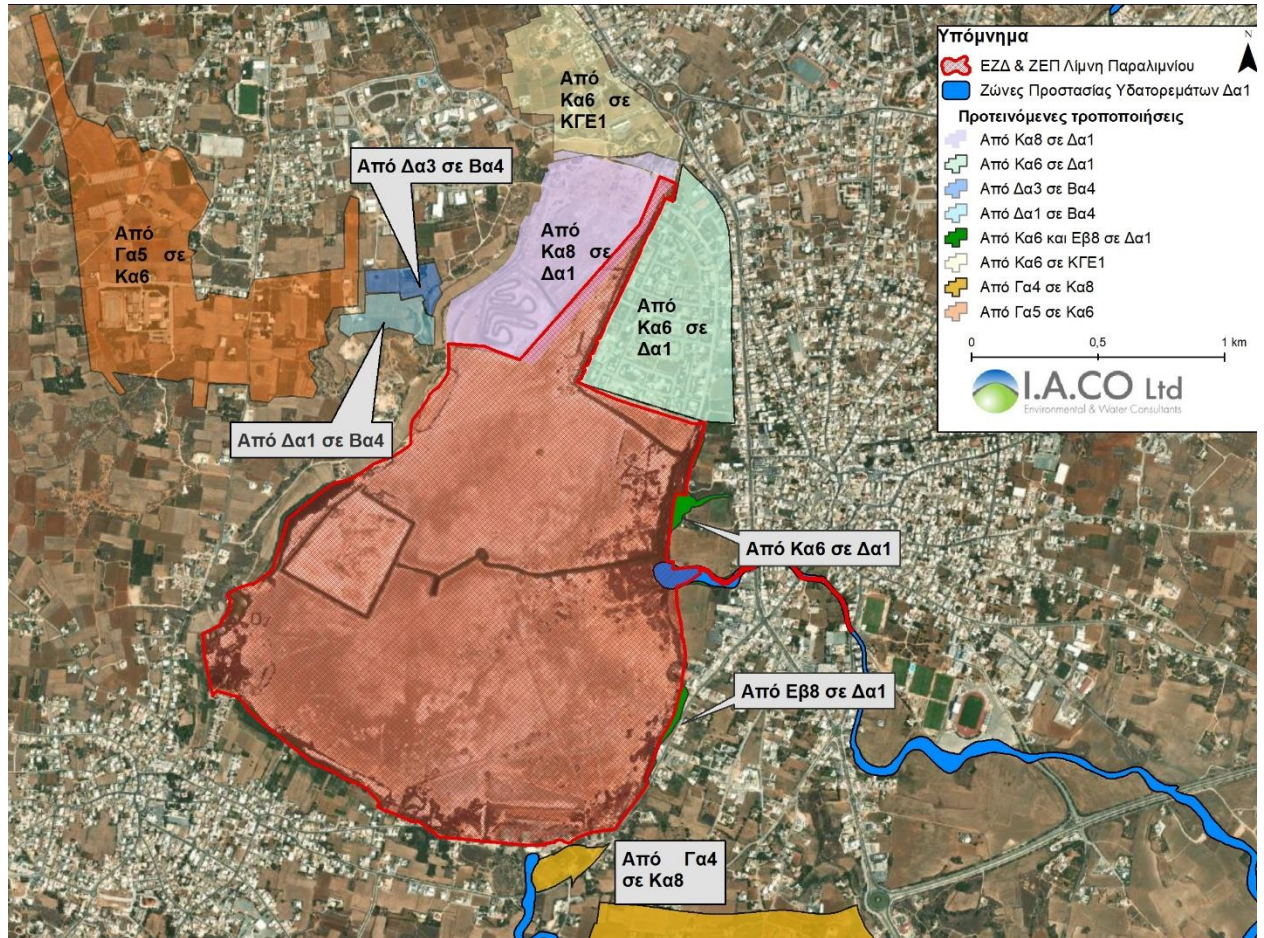 Υπόμνημα
N
ΕΖΔ & ΖΕΠ Λίμνη Παραλιμνίου
Ζώνες Προστασίας Υδατορεμάτων Δα1
Προτεινόμενες τροποποιήσεις
Από Κα8 σε Δα1
Από Κα6 σε Δα1
Από Δα3 σε Βα4
Από Δα1 σε Βα4
Από Κα6 και Εβ8 σε Δα1
Από Κα6 σε ΚΓΕ1
Από Γα4 σε Κα8
Από Γα5 σε Κα6
0 0,5 1 km
I.A.CO Ltd
Environmental & Water Consultants
Από
Κα6 σε
ΚΓΕ1
Από Δα3 σε Βα4
Από
Γα5 σε
Κα6
Από
Κα8 σε
Δα1
Από
Κα6 σε
Δα1
Από Δα1 σε Βα4
Από Κα6 σε Δα1
Από Εβ8 σε Δα1
Από Γα4
σε Κα8